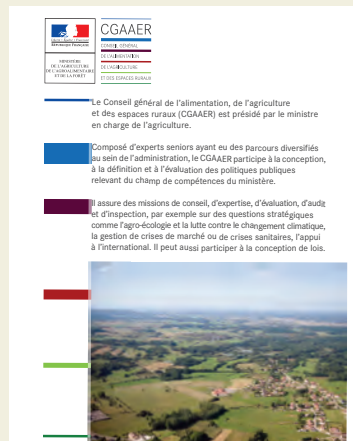 CGAAER
CONSEIL GÉNÉRAL
DE L'ALIMENTATION
DE L'AGRICULTURE
ET DES ESPACES RURAUX
RÉPUBLIQUE FRANÇAISE
MINISTÈRE
DE L'AGRICULTURE
DE L'AGROALIMENTAIRE
ET DE LA FORÊT
Le Conseil général de l'alimentation, de l'agriculture
et des espaces ruraux (CGAAER) est présidé par le ministre
en charge de l'agriculture.
Composé d'experts seniors ayant eu des parcours diversifiés
au sein de l'administration, le CGAAER participe à la conception,
à la définition et à l'évaluation des politiques publiques
relevant du champ de compétences du ministère.
Il assure des missions de conseil, d'expertise, d'évaluation, d'audit
et d'inspection, par exemple sur des questions stratégiques
comme l'agro-écologie et la lutte contre le changement climatique,
la gestion de crises de marché ou de crises sanitaires, l'appui
à l'international. Il peut aussi participer à la conception de lois.